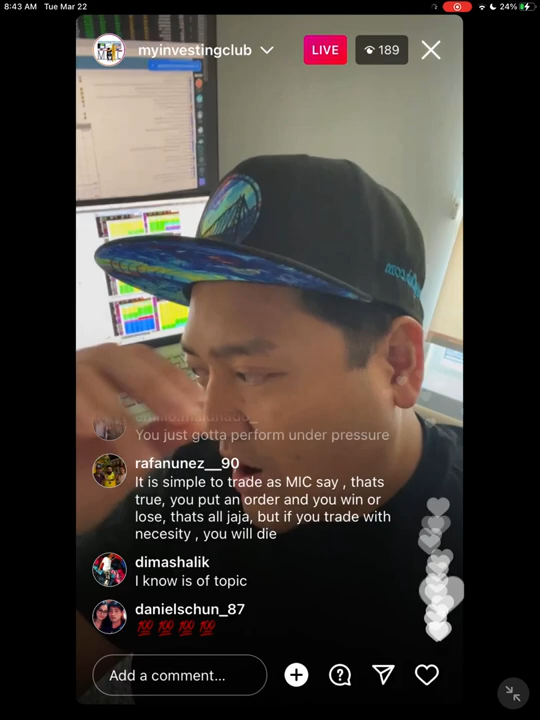 8:43 AM Tue Mar 22
24%
myinvestingclub
LIVE
189
You just gotta perform under pressure
rafanunez__90
It is simple to trade as MIC say , thats
true, you put an order and you win or
lose, thats all jaja, but if you trade with
necesity , you will die
dimashalik
I know is of topic
danielschun_87
💯 💯 💯 💯
Add a comment...